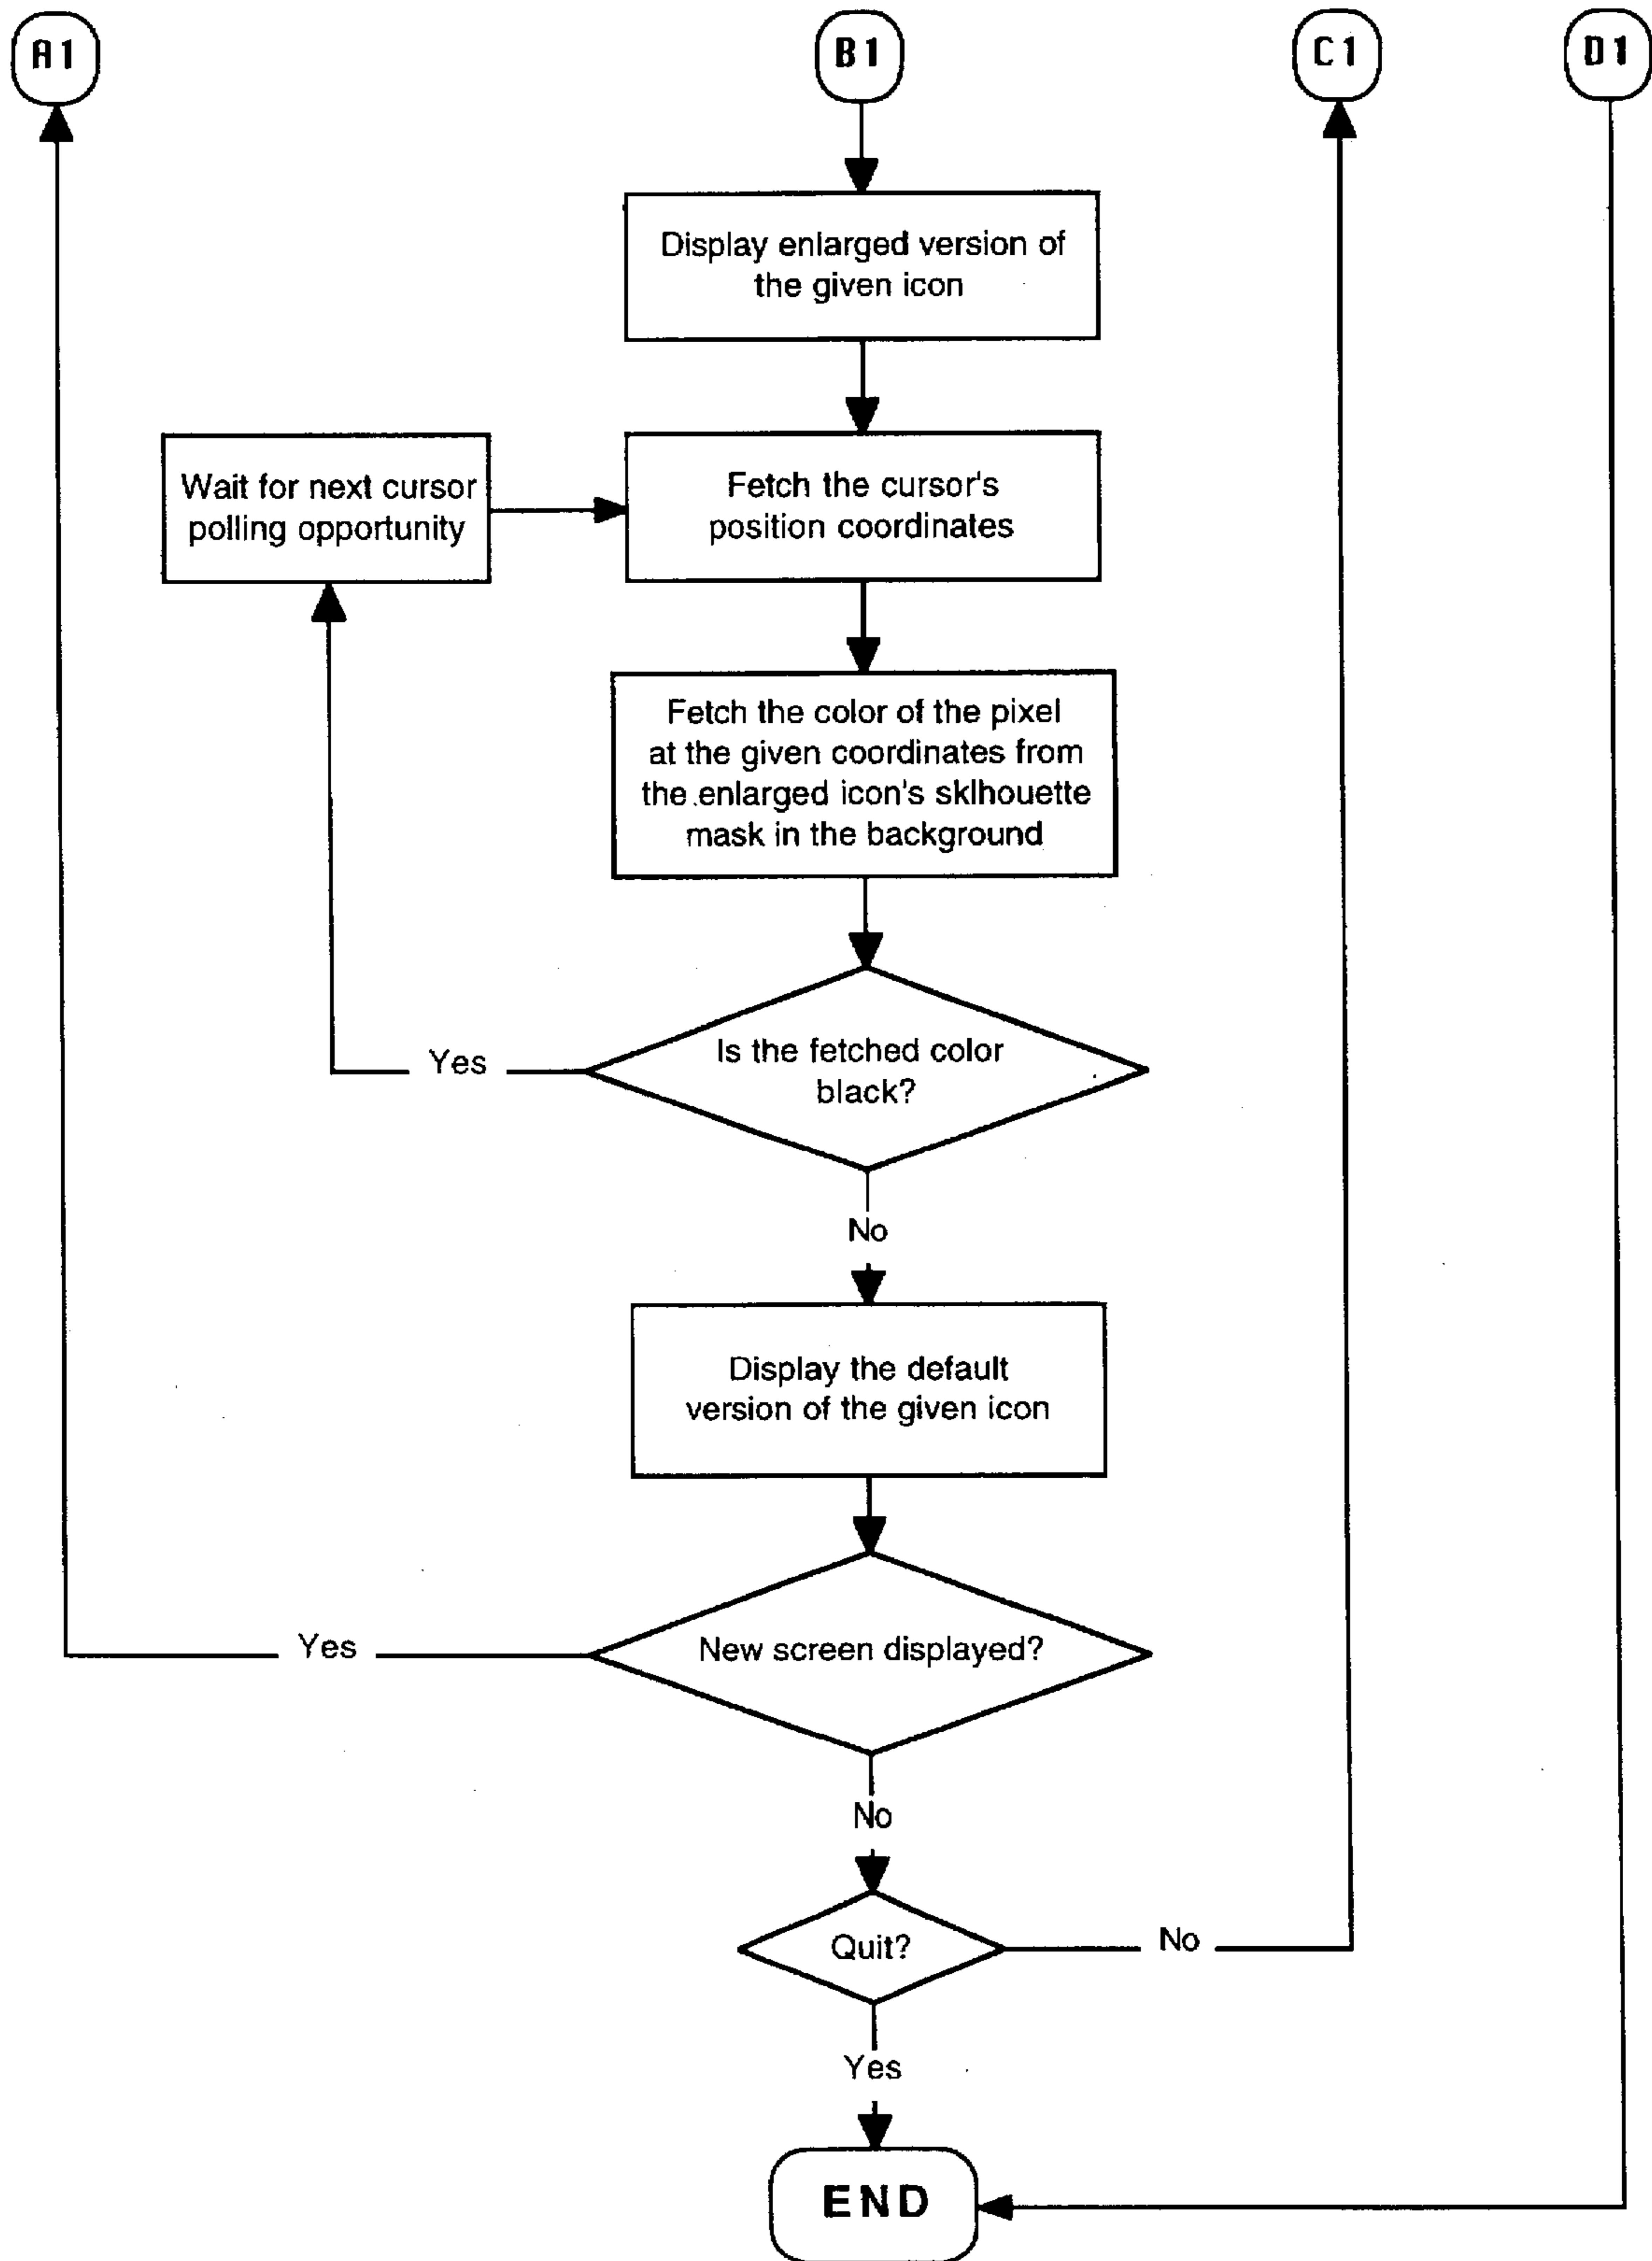 A1
B1
C1
D1
Display enlarged version of
the given icon
Wait for next cursor
polling opportunity
Fetch the cursor's
position coordinates
Fetch the color of the pixel
at the given coordinates from
the enlarged icon's sklhouette
mask in the background
Is the fetched color
black?
Yes
No
Display the default
version of the given icon
New screen displayed?
Yes
No
Quit?
No
Yes
END